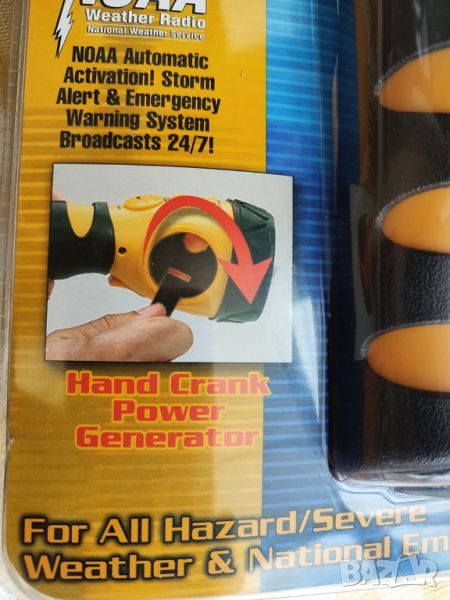 NOAA
Weather Radio
National Weather Service
NOAA Automatic
Activation! Storm
Alert & Emergency
Warning System
Broadcasts 24/7!
Hand Crank
Power
Generator
For All Hazard/Severe
Weather & National Em
BAZAR